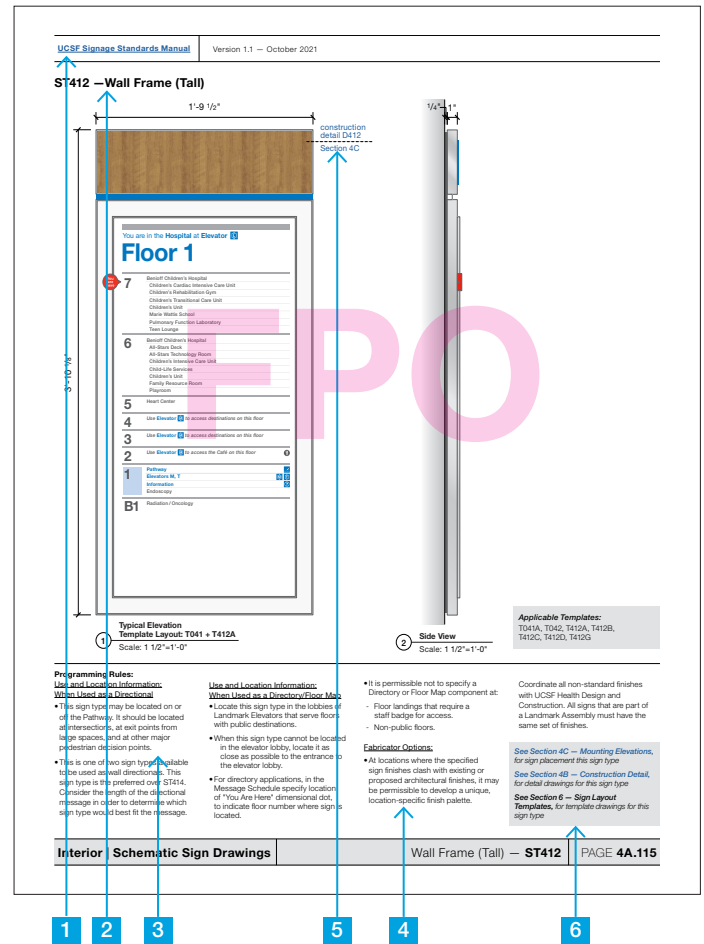 UCSF Signage Standards Manual
Version 1.1 — October 2021
ST412 —Wall Frame (Tall)
1'-9 1/2"
1/4"
1"
construction
detail D412
Section 4C
3'-10 1/8"
You are in the Hospital at Elevator
Floor 1
7
Benioff Children's Hospital
Children's Cardiac Intensive Care Unit
Children's Rehabilitation Gym
Children's Transitional Care Unit
Children's Unit
Marie Wattis School
Pulmonary Function Laboratory
Teen Lounge
6
Benioff Children's Hospital
All-Stars Deck
All-Stars Technology Room
Children's Intensive Care Unit
Child-Life Services
Children's Unit
Family Resource Room
Playroom
5
Heart Center
4
Use Elevator to access destinations on this floor
3
Use Elevator to access destinations on this floor
2
Use Elevator to access the Café on this floor
1
Pathway
Elevators M, T
Information
Endoscopy
B1
Radiation / Oncology
FPO
1
Typical Elevation
Template Layout: T041 + T412A
Scale: 1 1/2"=1'-0"
2
Side View
Scale: 1 1/2"=1'-0"
Applicable Templates:
T041A, T042, T412A, T412B,
T412C, T412D, T412G
Programming Rules:
Use and Location Information:
When Used as a Directional
• This sign type may be located on or
off the Pathway. It should be located
at intersections, at exit points from
large spaces, and at other major
pedestrian decision points.
• This is one of two sign types available
to be used as wall directionals. This
sign type is the preferred over ST414.
Consider the length of the directional
message in order to determine which
sign type would best fit the message.
Use and Location Information:
When Used as a Directory/Floor Map
• Locate this sign type in the lobbies of
Landmark Elevators that serve floors
with public destinations.
• When this sign type cannot be located
in the elevator lobby, locate it as
close as possible to the entrance to
the elevator lobby.
• For directory applications, in the
Message Schedule specify location
of "You Are Here" dimensional dot,
to indicate floor number where sign is
located.
• It is permissible not to specify a
Directory or Floor Map component at:
- Floor landings that require a
staff badge for access.
- Non-public floors.
Fabricator Options:
• At locations where the specified
sign finishes clash with existing or
proposed architectural finishes, it may
be permissible to develop a unique,
location-specific finish palette.
Coordinate all non-standard finishes
with UCSF Health Design and
Construction. All signs that are part of
a Landmark Assembly must have the
same set of finishes.
See Section 4C — Mounting Elevations,
for sign placement this sign type
See Section 4B — Construction Detail,
for detail drawings for this sign type
See Section 6 — Sign Layout
Templates, for template drawings for this
sign type
Interior | Schematic Sign Drawings
Wall Frame (Tall) — ST412
PAGE 4A.115
1
2
3
5
4
6